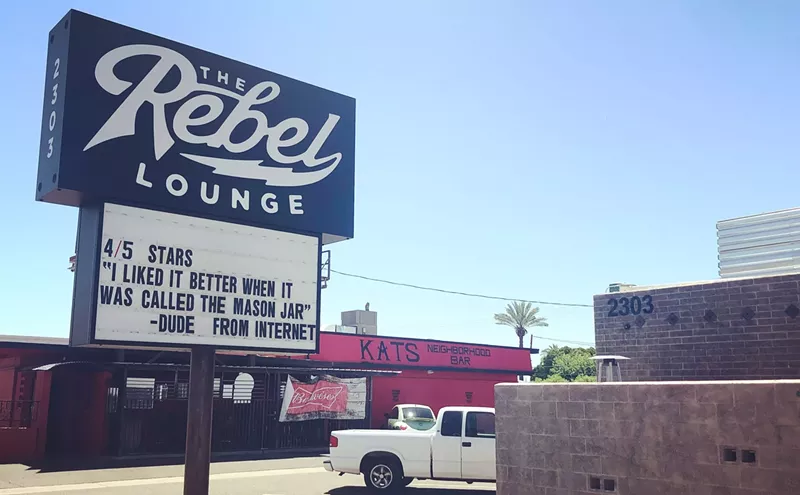 2303
THE
Rebel
LOUNGE
4/5 STARS
"I LIKED IT BETTER WHEN IT
WAS CALLED THE MASON JAR"
-DUDE FROM INTERNET
KATS NEIGHBORHOOD
BAR
Budweiser
2303